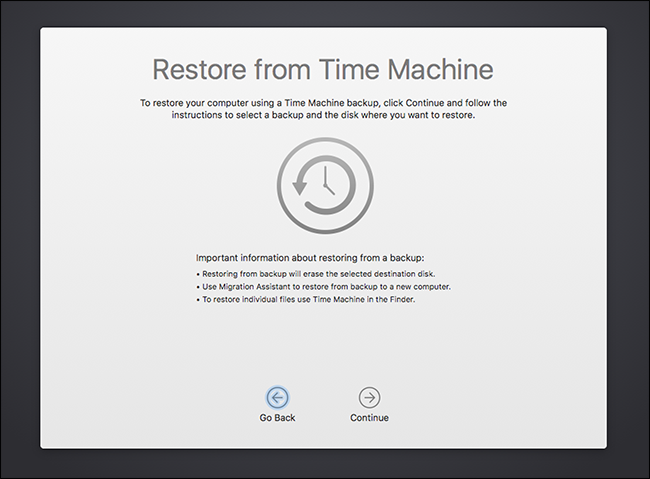 Restore from Time Machine
To restore your computer using a Time Machine backup, click Continue and follow the
instructions to select a backup and the disk where you want to restore.
Important information about restoring from a backup:
• Restoring from backup will erase the selected destination disk.
• Use Migration Assistant to restore from backup to a new computer.
• To restore individual files use Time Machine in the Finder.
Go Back
Continue